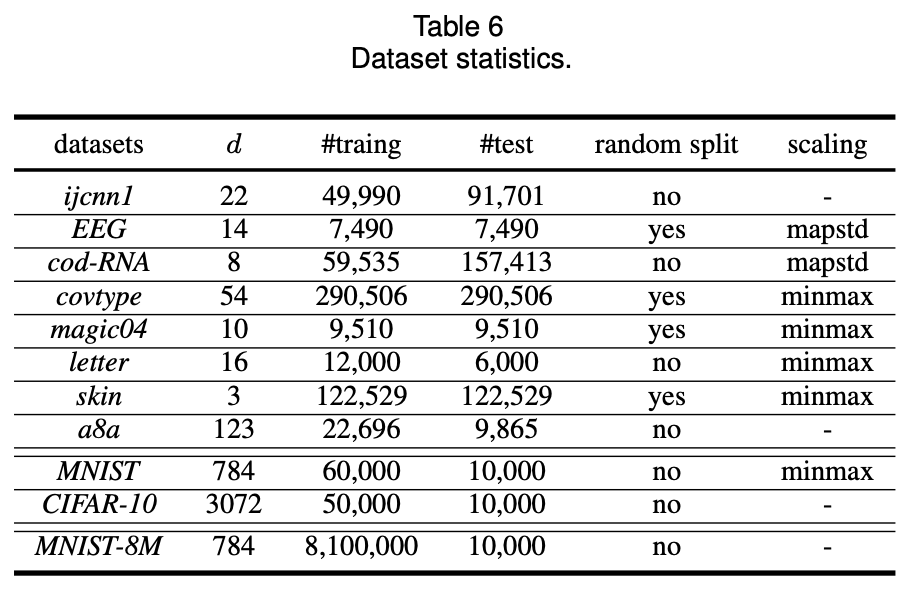 Table 6
Dataset statistics.
datasets d #traing #test random split scaling
ijcnn1 22 49,990 91,701 no -
EEG 14 7,490 7,490 yes mapstd
cod-RNA 8 59,535 157,413 no mapstd
covtype 54 290,506 290,506 yes minmax
magic04 10 9,510 9,510 yes minmax
letter 16 12,000 6,000 no minmax
skin 3 122,529 122,529 yes minmax
a8a 123 22,696 9,865 no -
MNIST 784 60,000 10,000 no minmax
CIFAR-10 3072 50,000 10,000 no -
MNIST-8M 784 8,100,000 10,000 no -